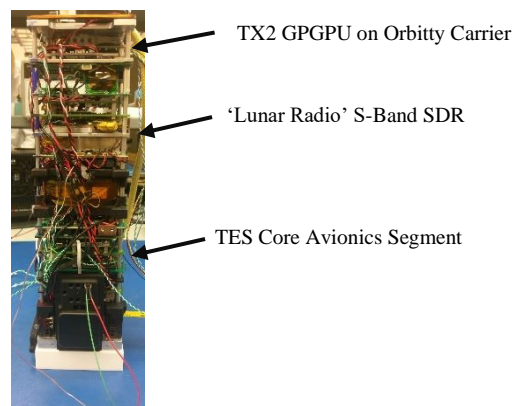 TX2 GPGPU on Orbitty Carrier
‘Lunar Radio’ S-Band SDR
TES Core Avionics Segment